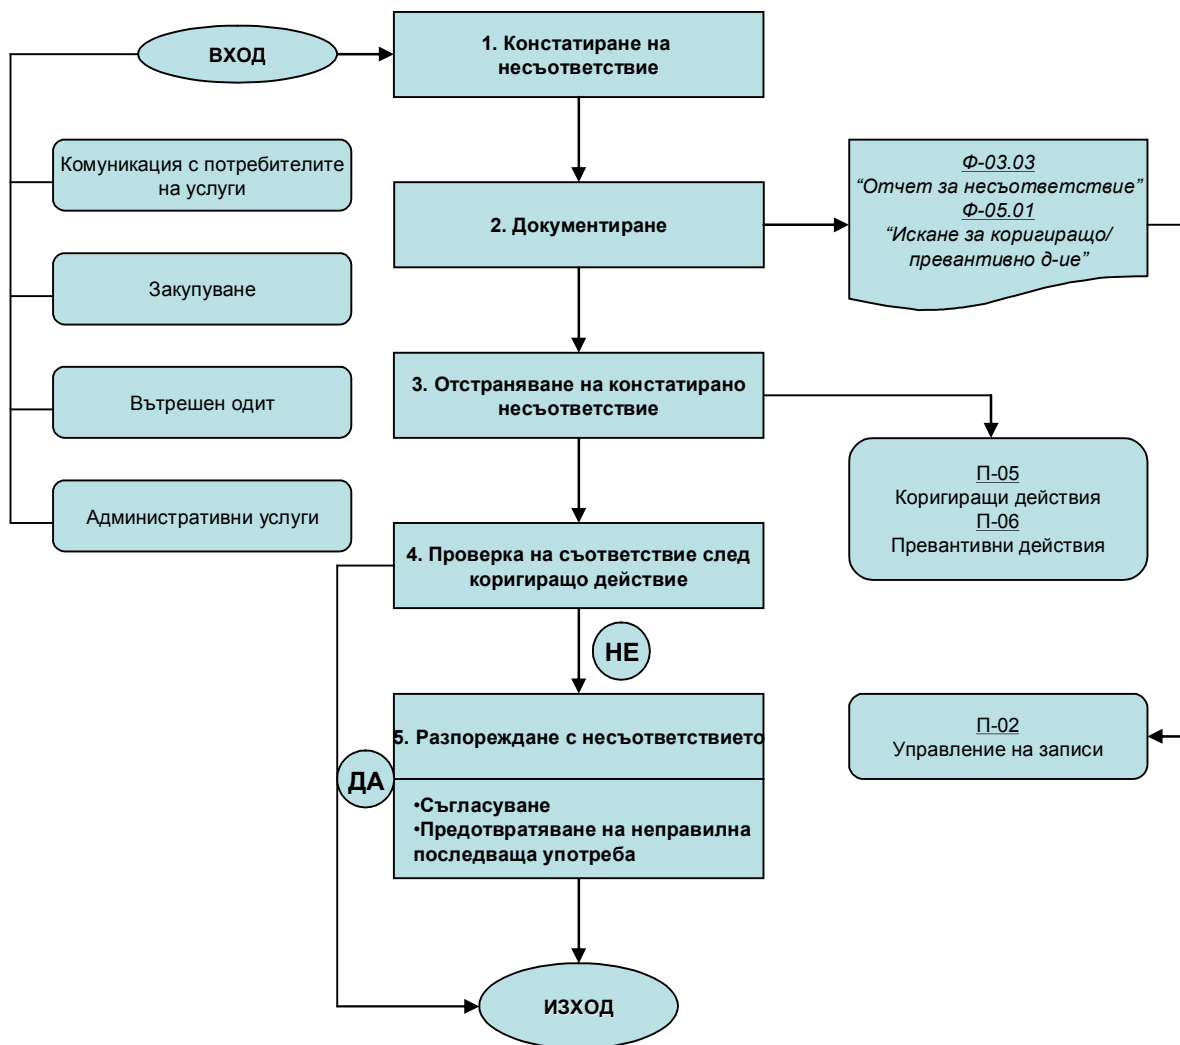 ВХОД
1. Констатиране на
несъответствие
Комуникация с потребителите
на услуги
Закупуване
Вътрешен одит
Административни услуги
2. Документиране
Ф-03.03
“Отчет за несъответствие”
Ф-05.01
“Искане за коригиращо/
превантивно д-ие”
3. Отстраняване на констатирано
несъответствие
П-05
Коригиращи действия
П-06
Превантивни действия
4. Проверка на съответствие след
коригиращо действие
НЕ
5. Разпореждане с несъответствието
ДА
•Съгласуване
•Предотвратяване на неправилна
последваща употреба
П-02
Управление на записи
ИЗХОД